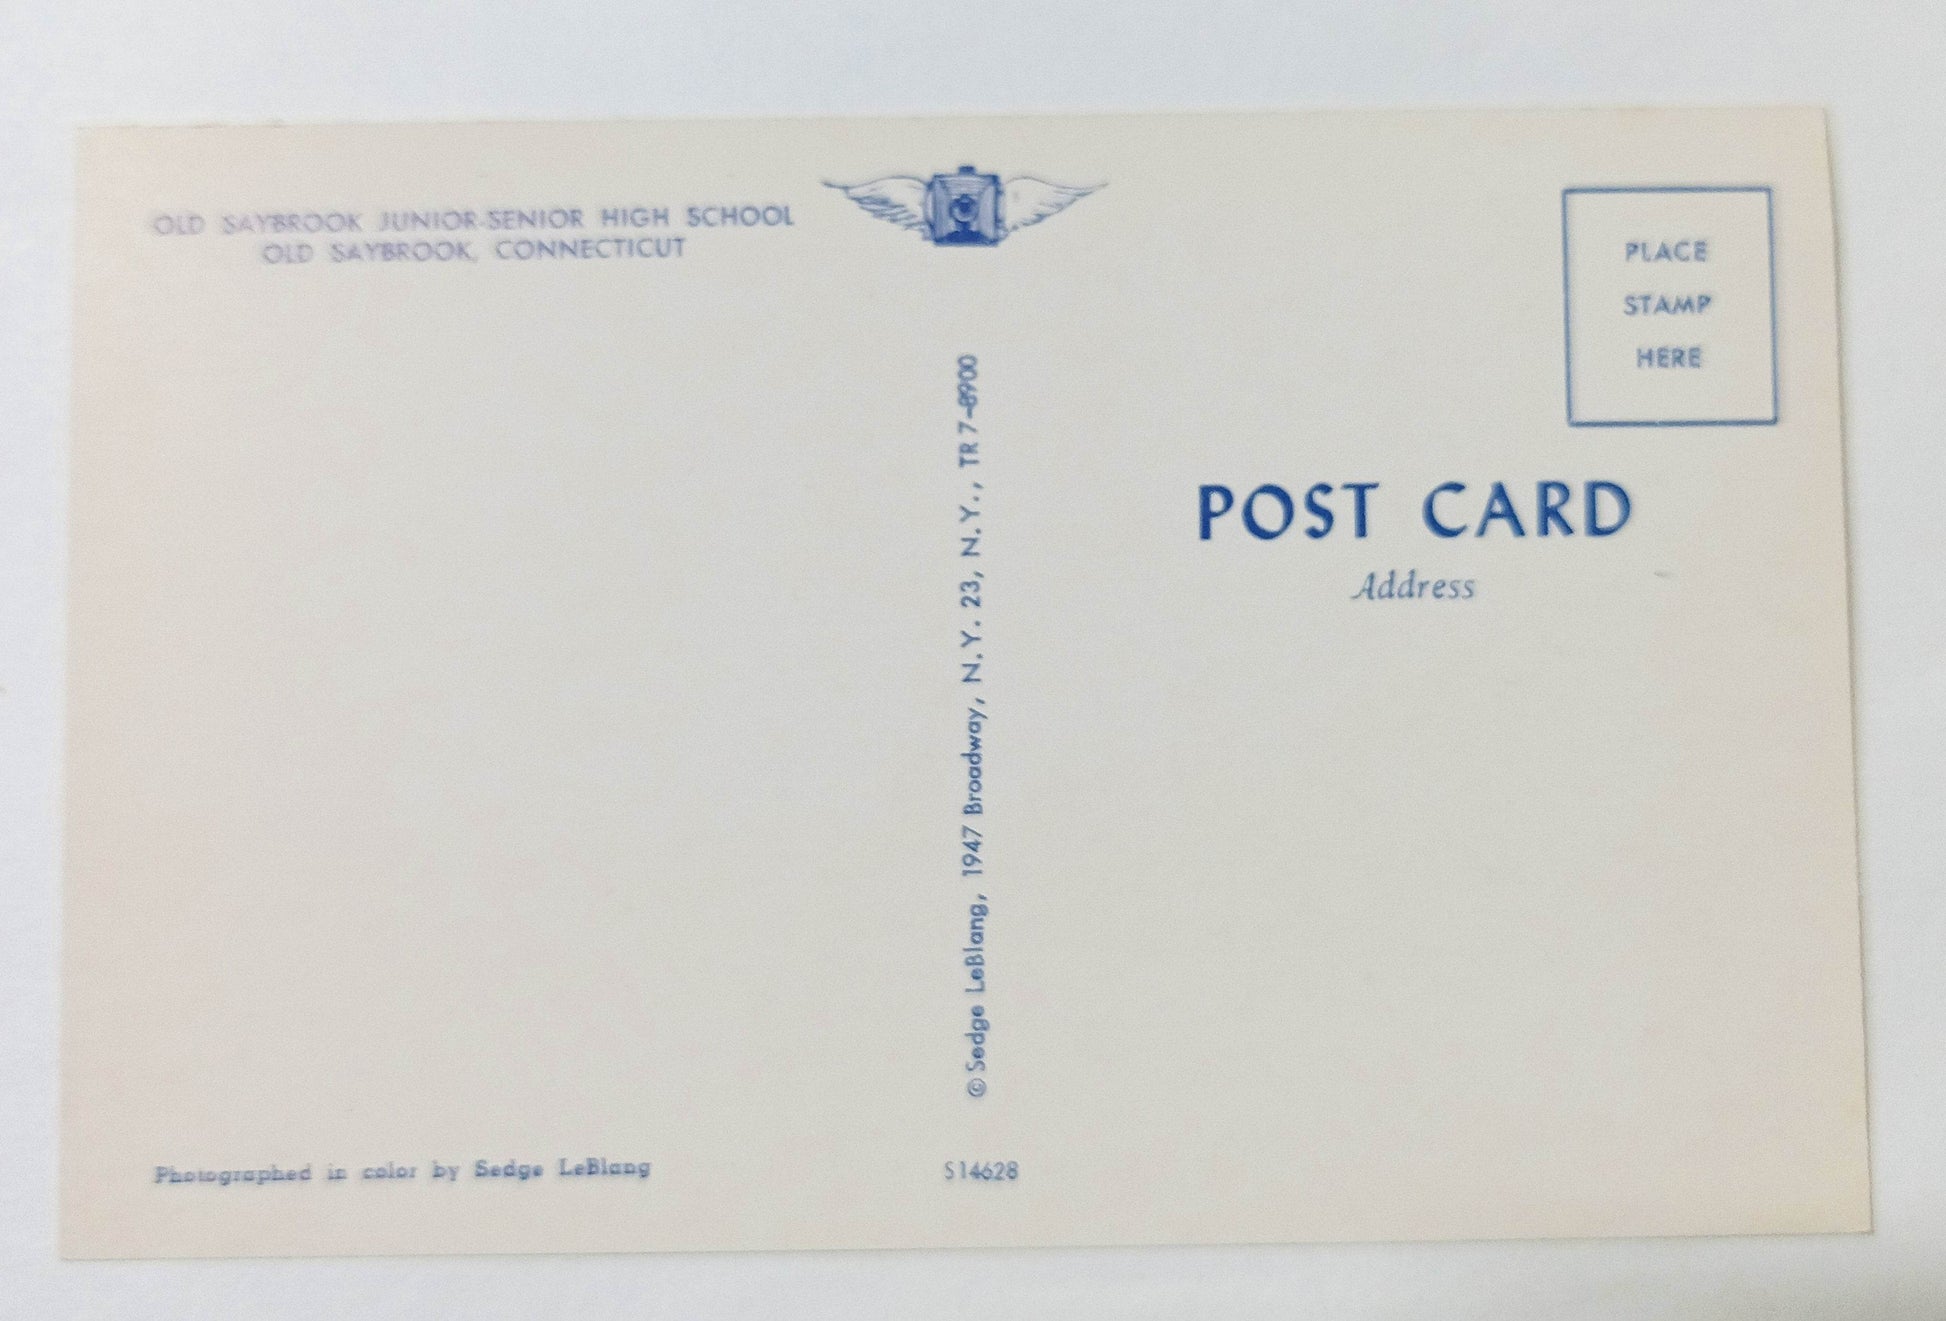 OLD SAYBROOK JUNIOR-SENIOR HIGH SCHOOL
OLD SAYBROOK, CONNECTICUT
PLACE
STAMP
HERE
POST CARD
Address
© Sedge LeBlang, 1947 Broadway, N.Y. 23, N.Y., TR 7-8900
Photographed in color by Sedge LeBlang
S14628